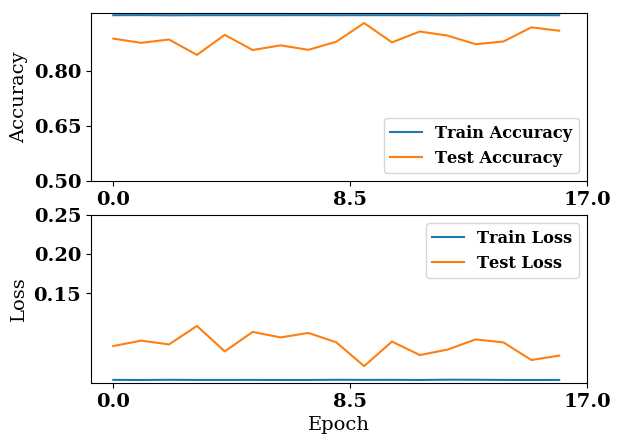 Accuracy
0.80
0.65
0.50
Train Accuracy
Test Accuracy
0.0 8.5 17.0
Loss
0.25
0.20
0.15
Train Loss
Test Loss
0.0 8.5 17.0
Epoch